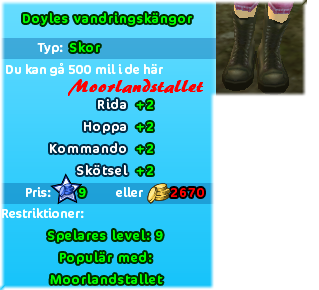 Doyles vandringskängor
Typ: Skor
Du kan gå 500 mil i de här
Moorlandstallet
Rida +2
Hoppa +2
Kommando +2
Skötsel +2
Pris: 9 eller 2670
Restriktioner:
Spelares level: 9
Populär med:
Moorlandstallet